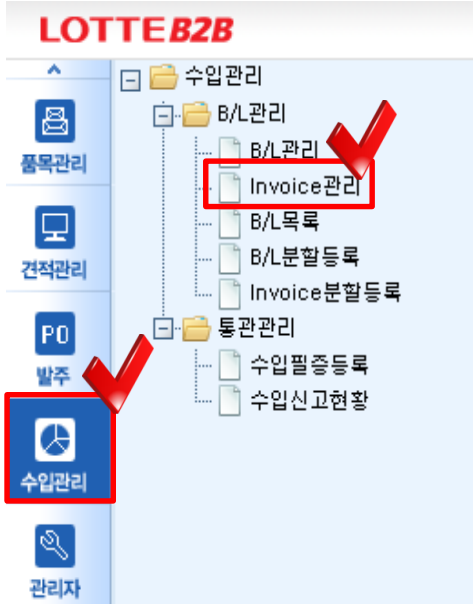 LOTTE B2B
품목관리
견적관리
PO
발주
수입관리
관리자
수입관리
B/L관리
B/L관리
Invoice관리
B/L목록
B/L분할등록
Invoice분할등록
통관관리
수입필증등록
수입신고현황